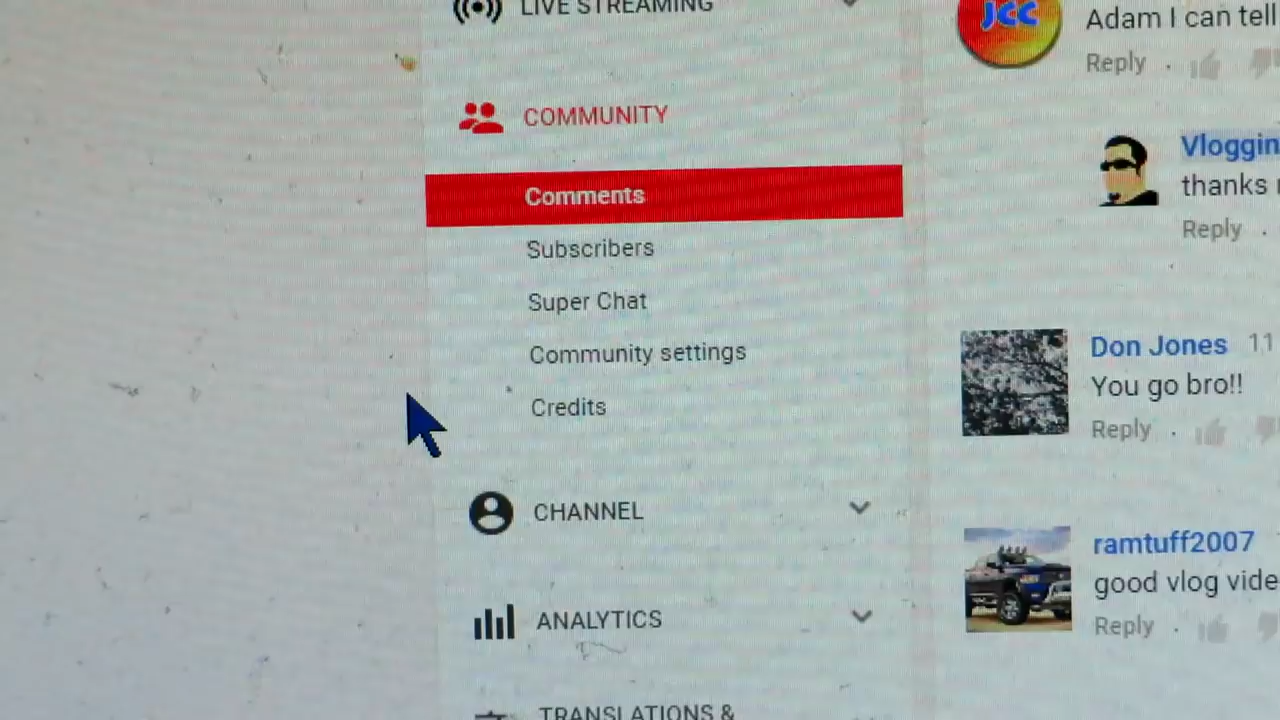 LIVE STREAMING
COMMUNITY
Comments
Subscribers
Super Chat
Community settings
Credits
CHANNEL
ANALYTICS
TRANSLATIONS &
JCC
Adam I can tell
Reply .
Vloggin
thanks
Reply .
Don Jones 11
You go bro!!
Reply .
ramtuff2007
good vlog vide
Reply .